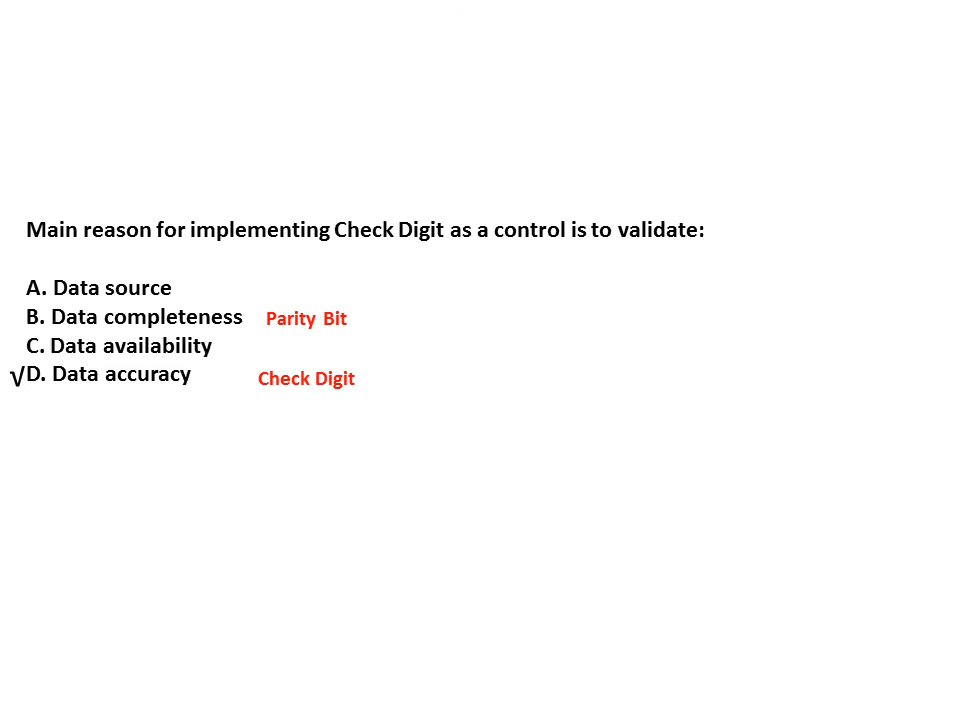 Main reason for implementing Check Digit as a control is to validate:
A. Data source
B. Data completeness Parity Bit
C. Data availability
√D. Data accuracy Check Digit